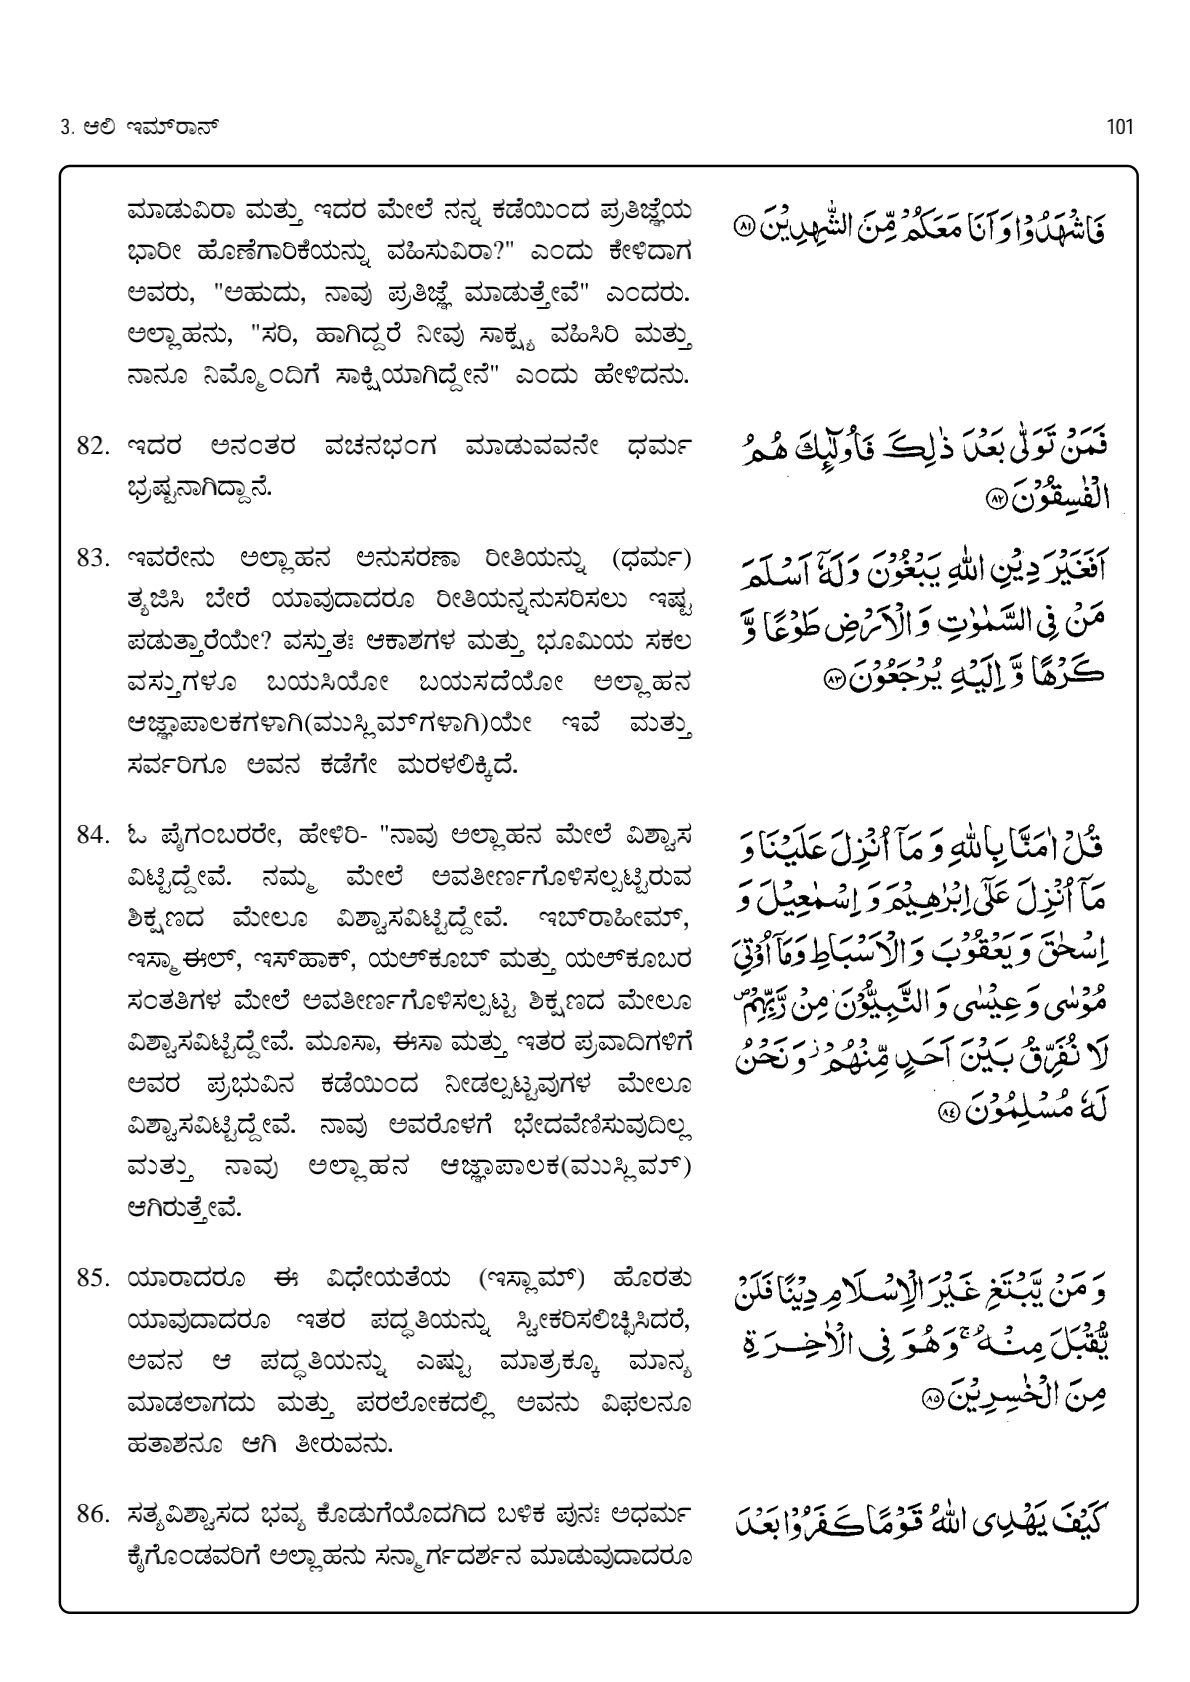 3. ಆಲಿ ಇಮ್‌ರಾನ್
101
ಮಾಡುವಿರಾ ಮತ್ತು ಇದರ ಮೇಲೆ ನನ್ನ ಕಡೆಯಿಂದ ಪ್ರತಿಜ್ಞೆಯ
ಭಾರೀ ಹೊಣೆಗಾರಿಕೆಯನ್ನು ವಹಿಸುವಿರಾ?" ಎಂದು ಕೇಳಿದಾಗ
ಅವರು, "ಅಹುದು, ನಾವು ಪ್ರತಿಜ್ಞೆ ಮಾಡುತ್ತೇವೆ" ಎಂದರು.
ಅಲ್ಲಾಹನು, "ಸರಿ, ಹಾಗಿದ್ದರೆ ನೀವು ಸಾಕ್ಷ್ಯ ವಹಿಸಿರಿ ಮತ್ತು
ನಾನೂ ನಿಮ್ಮೊಂದಿಗೆ ಸಾಕ್ಷಿಯಾಗಿದ್ದೇನೆ" ಎಂದು ಹೇಳಿದನು.
فَاشْهَدُوْا وَاَنَا مَعَكُمْ مِّنَ الشّٰهِدِيْنَ ﴿٨١﴾
82. ಇದರ ಅನಂತರ ವಚನಭಂಗ ಮಾಡುವವನೇ ಧರ್ಮ
ಭ್ರಷ್ಟನಾಗಿದ್ದಾನೆ.
فَمَنْ تَوَلّٰى بَعْدَ ذٰلِكَ فَاُولٰٓئِكَ هُمُ
الْفٰسِقُوْنَ ﴿٨٢﴾
83. ಇವರೇನು ಅಲ್ಲಾಹನ ಅನುಸರಣಾ ರೀತಿಯನ್ನು (ಧರ್ಮ)
ತ್ಯಜಿಸಿ ಬೇರೆ ಯಾವುದಾದರೂ ರೀತಿಯನ್ನನುಸರಿಸಲು ಇಷ್ಟ
ಪಡುತ್ತಾರೆಯೇ? ವಸ್ತುತಃ ಆಕಾಶಗಳ ಮತ್ತು ಭೂಮಿಯ ಸಕಲ
ವಸ್ತುಗಳೂ ಬಯಸಿಯೋ ಬಯಸದೆಯೋ ಅಲ್ಲಾಹನ
ಆಜ್ಞಾಪಾಲಕಗಳಾಗಿ(ಮುಸ್ಲಿಮ್‌ಗಳಾಗಿ)ಯೇ ಇವೆ ಮತ್ತು
ಸರ್ವರಿಗೂ ಅವನ ಕಡೆಗೇ ಮರಳಲಿಕ್ಕಿದೆ.
اَفَغَيْرَ دِيْنِ اللّٰهِ يَبْغُوْنَ وَلَهٗٓ اَسْلَمَ
مَنْ فِى السَّمٰوٰتِ وَ الْاَرْضِ طَوْعًا وَّ
كَرْهًا وَّ اِلَيْهِ يُرْجَعُوْنَ ﴿٨٣﴾
84. ಓ ಪೈಗಂಬರರೇ, ಹೇಳಿರಿ- "ನಾವು ಅಲ್ಲಾಹನ ಮೇಲೆ ವಿಶ್ವಾಸ
ವಿಟ್ಟಿದ್ದೇವೆ. ನಮ್ಮ ಮೇಲೆ ಅವತೀರ್ಣಗೊಳಿಸಲ್ಪಟ್ಟಿರುವ
ಶಿಕ್ಷಣದ ಮೇಲೂ ವಿಶ್ವಾಸವಿಟ್ಟಿದ್ದೇವೆ. ಇಬ್‌ರಾಹೀಮ್,
ಇಸ್ಮಾಈಲ್, ಇಸ್‌ಹಾಕ್, ಯಅ್‌ಕೂಬ್ ಮತ್ತು ಯಅ್‌ಕೂಬರ
ಸಂತತಿಗಳ ಮೇಲೆ ಅವತೀರ್ಣಗೊಳಿಸಲ್ಪಟ್ಟ ಶಿಕ್ಷಣದ ಮೇಲೂ
ವಿಶ್ವಾಸವಿಟ್ಟಿದ್ದೇವೆ. ಮೂಸಾ, ಈಸಾ ಮತ್ತು ಇತರ ಪ್ರವಾದಿಗಳಿಗೆ
ಅವರ ಪ್ರಭುವಿನ ಕಡೆಯಿಂದ ನೀಡಲ್ಪಟ್ಟವುಗಳ ಮೇಲೂ
ವಿಶ್ವಾಸವಿಟ್ಟಿದ್ದೇವೆ. ನಾವು ಅವರೊಳಗೆ ಭೇದವೆಣಿಸುವುದಿಲ್ಲ
ಮತ್ತು ನಾವು ಅಲ್ಲಾಹನ ಆಜ್ಞಾಪಾಲಕ(ಮುಸ್ಲಿಮ್)
ಆಗಿರುತ್ತೇವೆ.
قُلْ اٰمَنَّا بِاللّٰهِ وَ مَآ اُنْزِلَ عَلَيْنَا وَ
مَآ اُنْزِلَ عَلٰٓى اِبْرٰهِيْمَ وَ اِسْمٰعِيْلَ وَ
اِسْحٰقَ وَ يَعْقُوْبَ وَ الْاَسْبَاطِ وَمَآ اُوْتِىَ
مُوْسٰى وَ عِيْسٰى وَ النَّبِيُّوْنَ مِنْ رَّبِّهِمْ ۖ
لَا نُفَرِّقُ بَيْنَ اَحَدٍ مِّنْهُمْ ۡ وَ نَحْنُ
لَهٗ مُسْلِمُوْنَ ﴿٨٤﴾
85. ಯಾರಾದರೂ ಈ ವಿಧೇಯತೆಯ (ಇಸ್ಲಾಮ್) ಹೊರತು
ಯಾವುದಾದರೂ ಇತರ ಪದ್ಧತಿಯನ್ನು ಸ್ವೀಕರಿಸಲಿಚ್ಛಿಸಿದರೆ,
ಅವನ ಆ ಪದ್ಧತಿಯನ್ನು ಎಷ್ಟು ಮಾತ್ರಕ್ಕೂ ಮಾನ್ಯ
ಮಾಡಲಾಗದು ಮತ್ತು ಪರಲೋಕದಲ್ಲಿ ಅವನು ವಿಫಲನೂ
ಹತಾಶನೂ ಆಗಿ ತೀರುವನು.
وَ مَنْ يَّبْتَغِ غَيْرَ الْاِسْلَامِ دِيْنًا فَلَنْ
يُّقْبَلَ مِنْهُ ۚ وَ هُوَ فِى الْاٰخِرَةِ
مِنَ الْخٰسِرِيْنَ ﴿٨٥﴾
86. ಸತ್ಯವಿಶ್ವಾಸದ ಭವ್ಯ ಕೊಡುಗೆಯೊದಗಿದ ಬಳಿಕ ಪುನಃ ಅಧರ್ಮ
ಕೈಗೊಂಡವರಿಗೆ ಅಲ್ಲಾಹನು ಸನ್ಮಾರ್ಗದರ್ಶನ ಮಾಡುವುದಾದರೂ
كَيْفَ يَهْدِى اللّٰهُ قَوْمًا كَفَرُوْا بَعْدَ